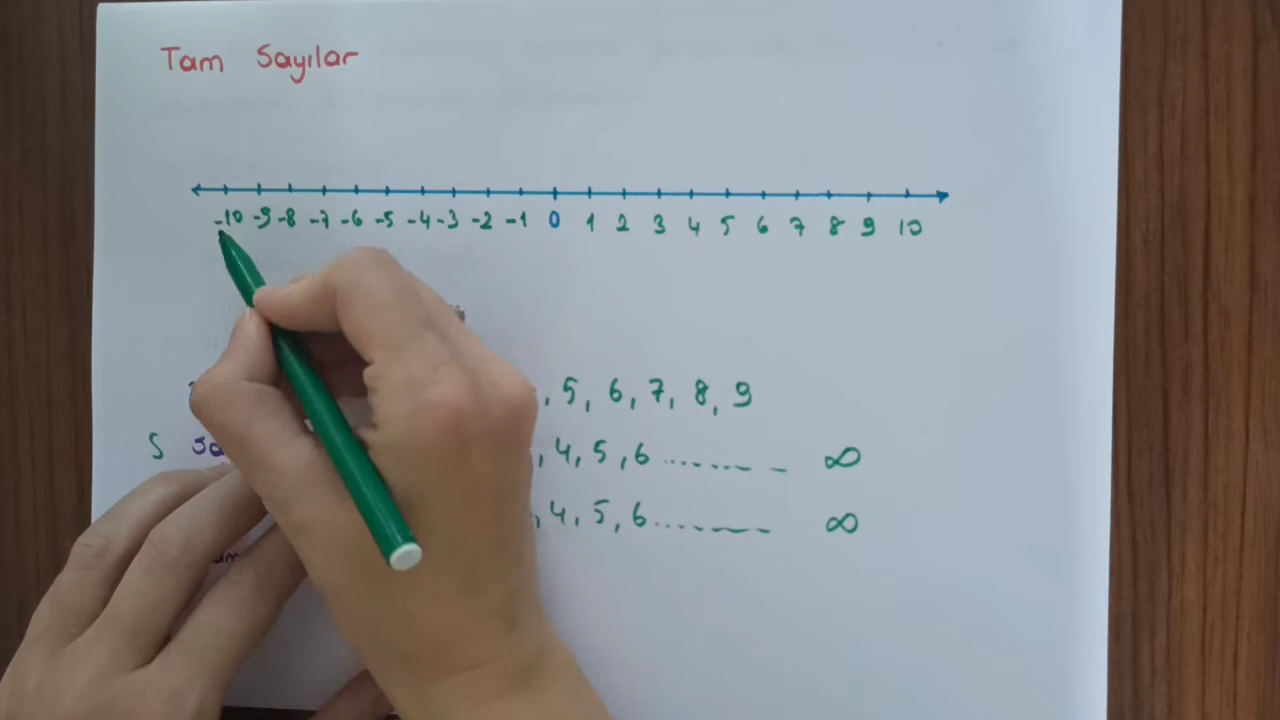 Tam Sayılar
-10 -9 -8 -7 -6 -5 -4 -3 -2 -1 0 1 2 3 4 5 6 7 8 9 10
, 5, 6, 7, 8, 9
S
, 4, 5, 6 ........ ∞
, 4, 5, 6 ........ ∞